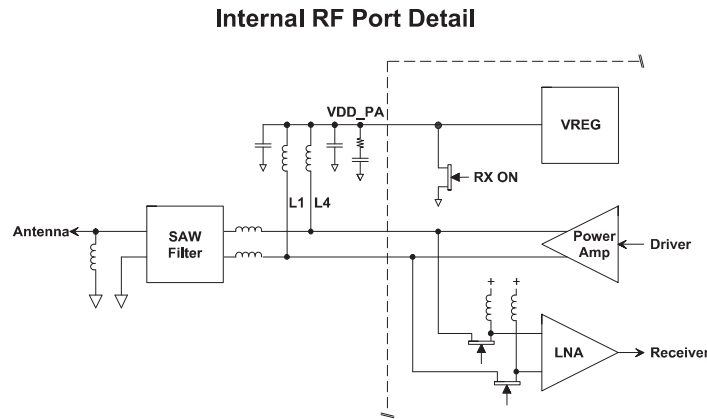 Internal RF Port Detail
VDD_PA
VREG
RX ON
L1
L4
Antenna
SAW
Filter
Power
Amp
Driver
+
+
LNA
Receiver